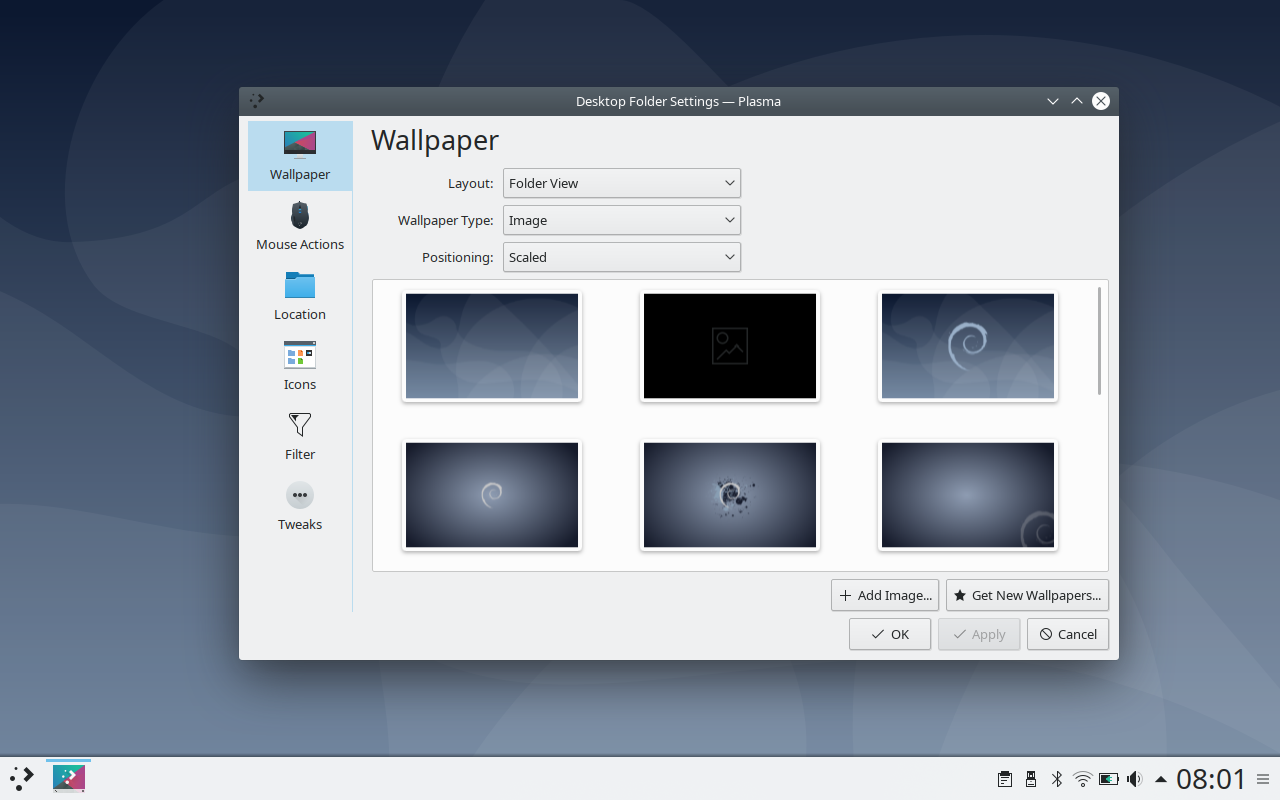 Desktop Folder Settings — Plasma
Wallpaper
Mouse Actions
Location
Icons
Filter
Tweaks
Wallpaper
Layout: Folder View
Wallpaper Type: Image
Positioning: Scaled
Add Image... Get New Wallpapers...
OK Apply Cancel
08:01